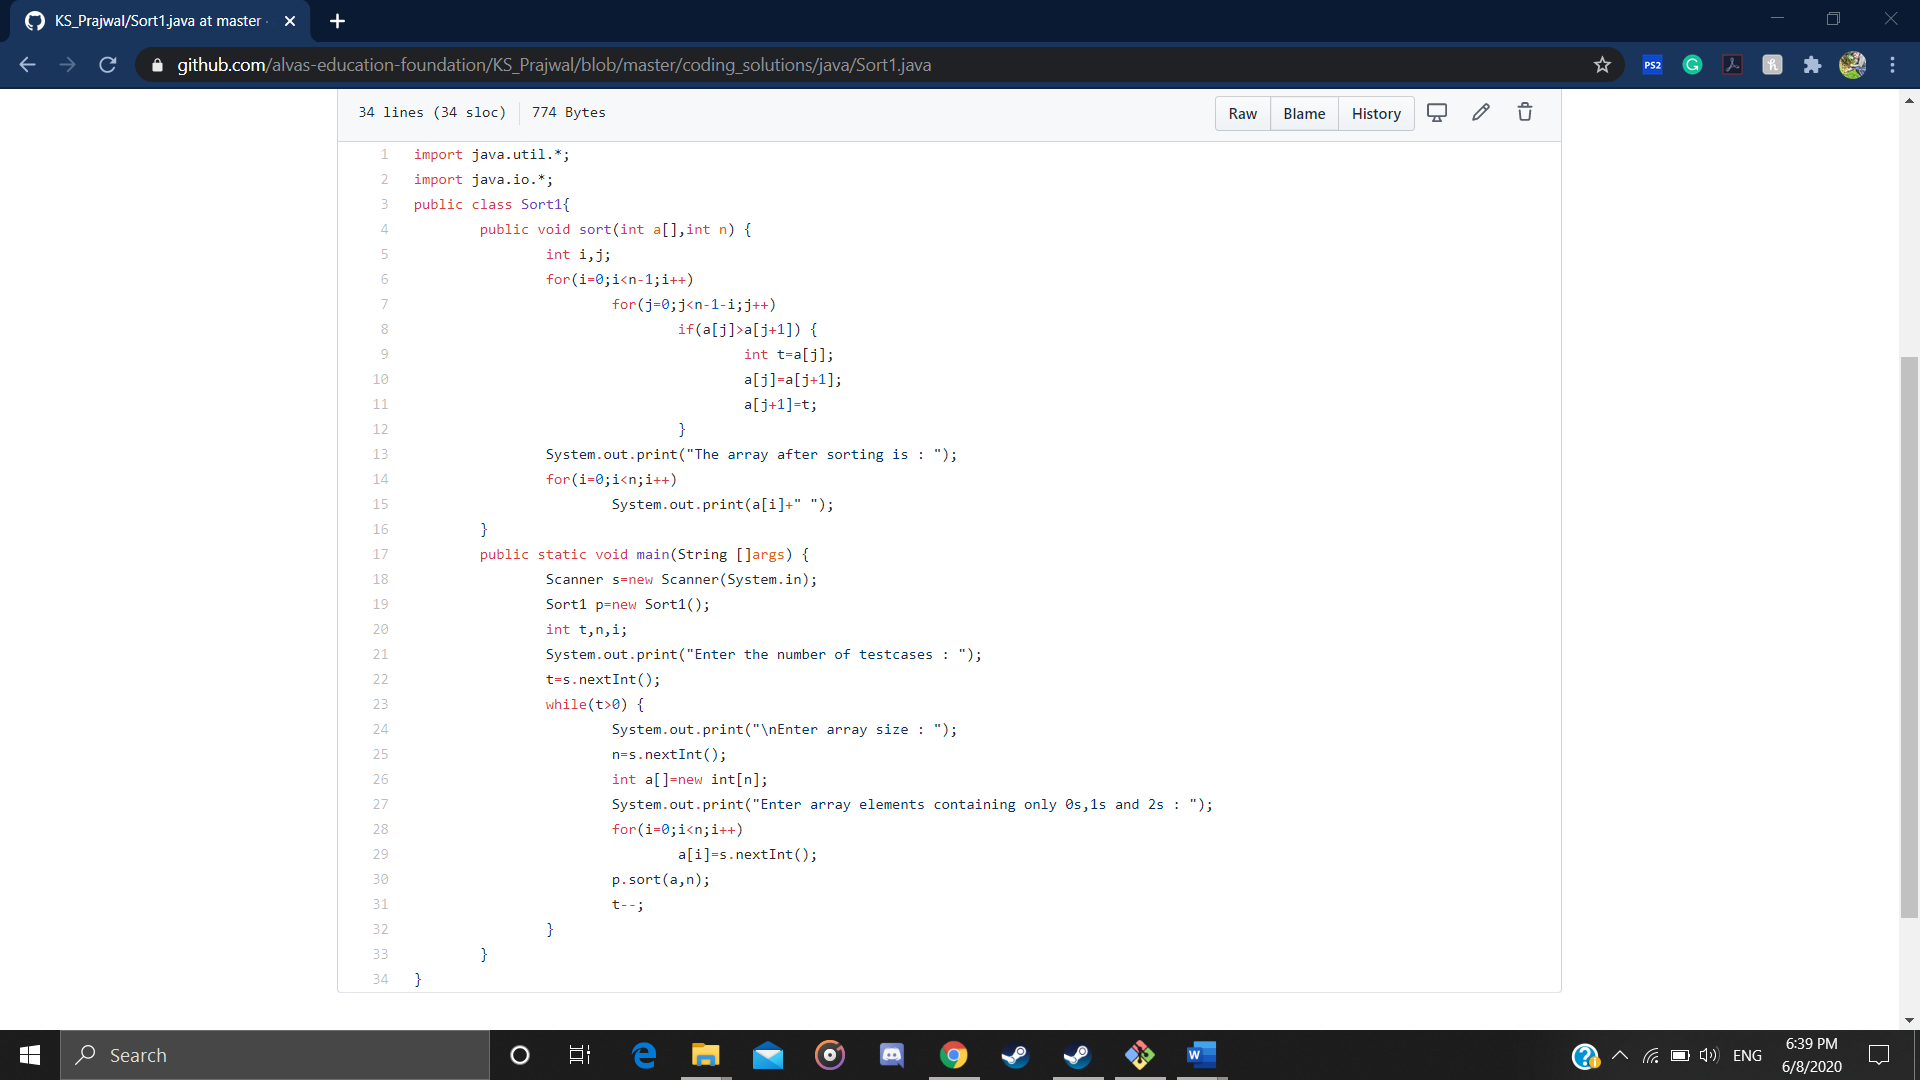 KS_Prajwal/Sort1.java at master
github.com/alvas-education-foundation/KS_Prajwal/blob/master/coding_solutions/java/Sort1.java
PS2
34 lines (34 sloc) 774 Bytes
Raw Blame History
1 import java.util.*;
2 import java.io.*;
3 public class Sort1{
4 public void sort(int a[],int n) {
5 int i,j;
6 for(i=0;i<n-1;i++)
7 for(j=0;j<n-1-i;j++)
8 if(a[j]>a[j+1]) {
9 int t=a[j];
10 a[j]=a[j+1];
11 a[j+1]=t;
12 }
13 System.out.print("The array after sorting is : ");
14 for(i=0;i<n;i++)
15 System.out.print(a[i]+" ");
16 }
17 public static void main(String []args) {
18 Scanner s=new Scanner(System.in);
19 Sort1 p=new Sort1();
20 int t,n,i;
21 System.out.print("Enter the number of testcases : ");
22 t=s.nextInt();
23 while(t>0) {
24 System.out.print("\nEnter array size : ");
25 n=s.nextInt();
26 int a[]=new int[n];
27 System.out.print("Enter array elements containing only 0s,1s and 2s : ");
28 for(i=0;i<n;i++)
29 a[i]=s.nextInt();
30 p.sort(a,n);
31 t--;
32 }
33 }
34 }
Search
ENG
6:39 PM
6/8/2020